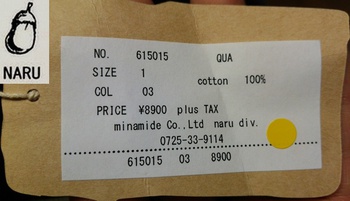 NARU
NO. 615015 QUA
SIZE 1
cotton 100%
COL 03
PRICE ¥8900 plus TAX
minamide Co.,Ltd naru div.
0725-33-9114
615015 03 8900